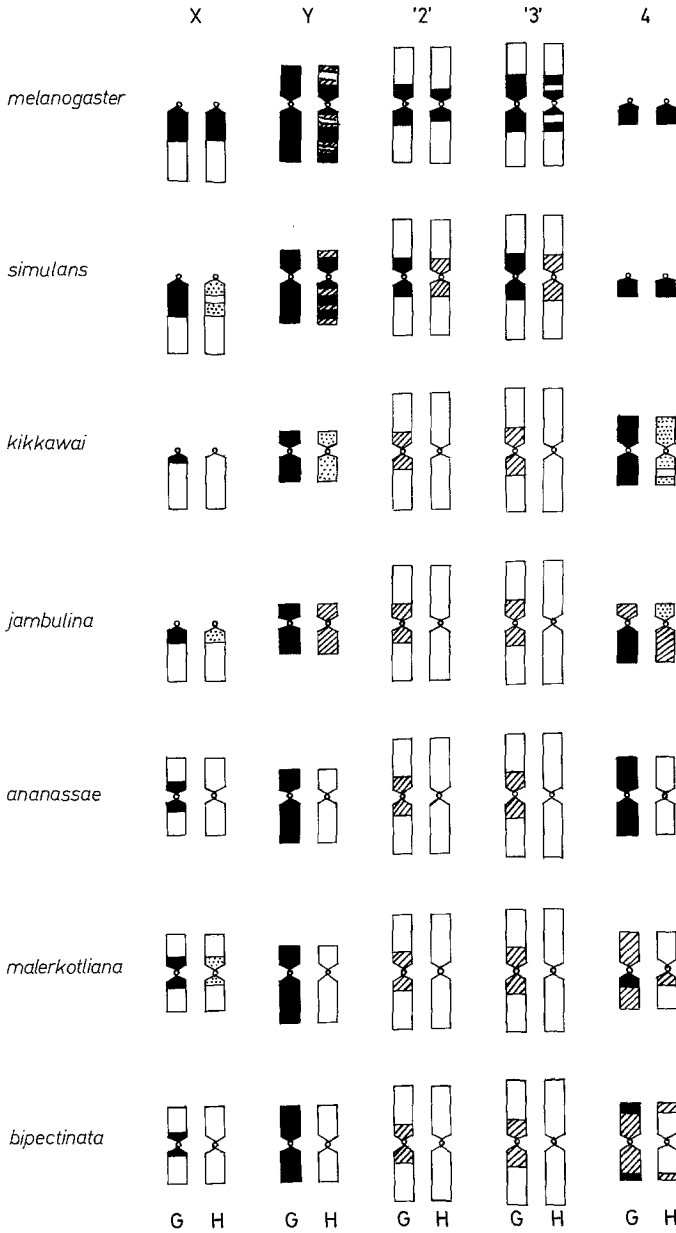 X Y '2' '3' 4
melanogaster
simulans
kikkawai
jambulina
ananassae
malerkotliana
bipectinata
G H G H G H G H G H